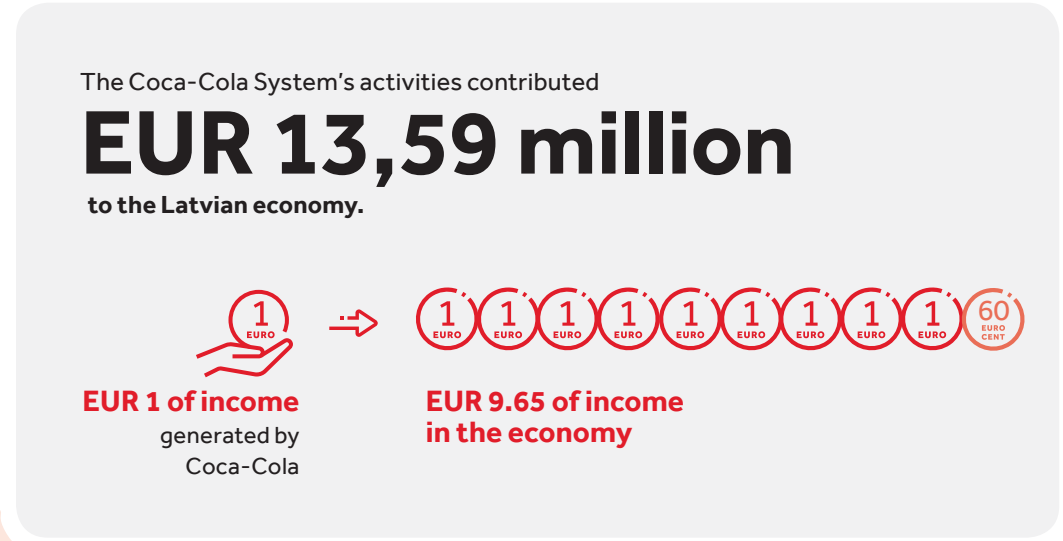 The Coca-Cola System's activities contributed
EUR 13,59 million
to the Latvian economy.
1 EURO
1 EURO
1 EURO
1 EURO
1 EURO
1 EURO
1 EURO
1 EURO
1 EURO
1 EURO
60 EURO CENT
EUR 1 of income
generated by
Coca-Cola
EUR 9.65 of income
in the economy